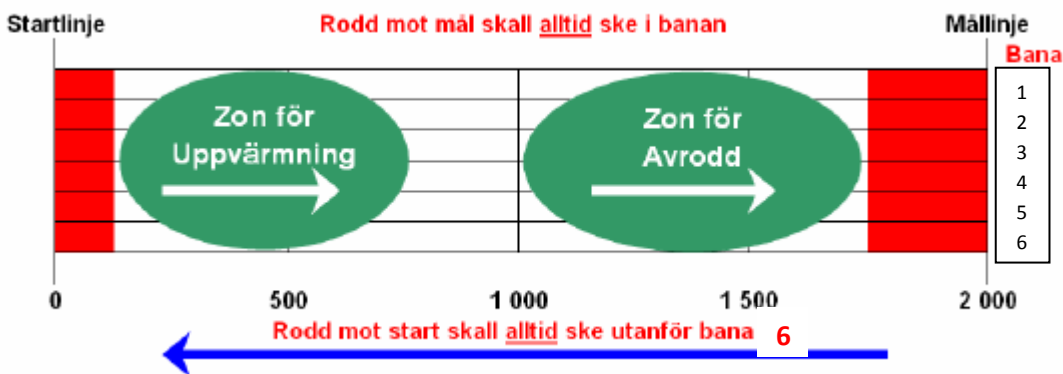 Startlinje
Rodd mot mål skall alltid ske i banan
Mållinje
Bana
Zon för
Uppvärmning
Zon för
Avrodd
1
2
3
4
5
6
0
500
1 000
1 500
2 000
Rodd mot start skall alltid ske utanför bana 6